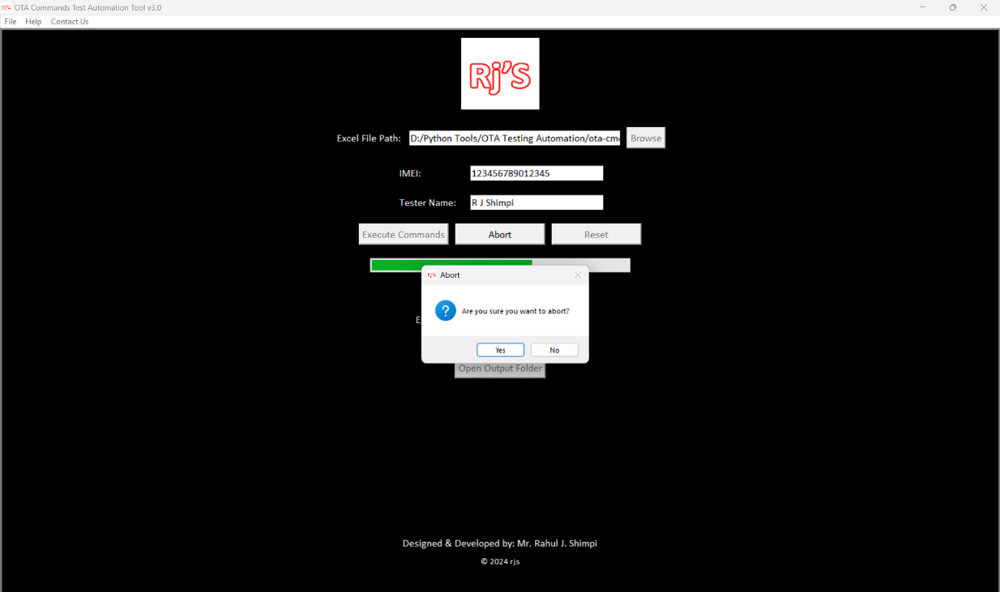 Rj's OTA Commands Test Automation Tool v3.0
File Help Contact Us
Rj'S
Excel File Path: D:/Python Tools/OTA Testing Automation/ota-cm Browse
IMEI: 123456789012345
Tester Name: R J Shimpi
Execute Commands Abort Reset
Rj's Abort
Are you sure you want to abort?
E
Yes No
Open Output Folder
Designed & Developed by: Mr. Rahul J. Shimpi
© 2024 rjs